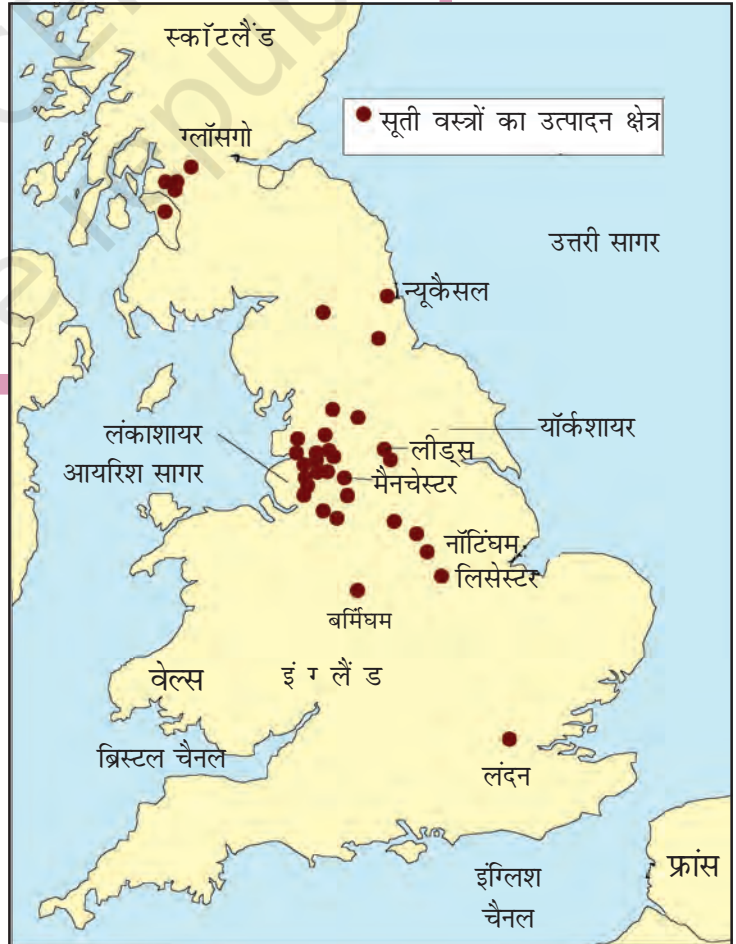 स्कॉटलैंड
सूती वस्त्रों का उत्पादन क्षेत्र
ग्लॉसगो
उत्तरी सागर
न्यूकैसल
यॉर्कशायर
लंकाशायर
लीड्स
आयरिश सागर
मैनचेस्टर
नॉटिंघम
लिसेस्टर
बर्मिंघम
वेल्स
इंग्लैंड
ब्रिस्टल चैनल
लंदन
फ्रांस
इंग्लिश
चैनल